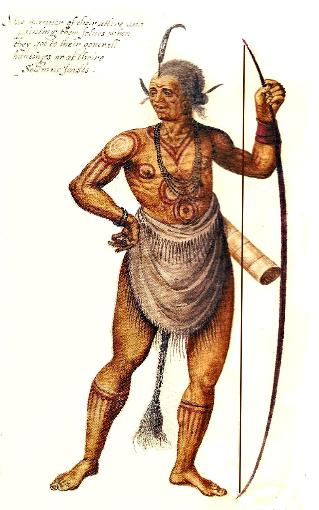 The manner of their attire and
painting them selves when
they goe to their generall
huntings or at theire
Solemne feasts.